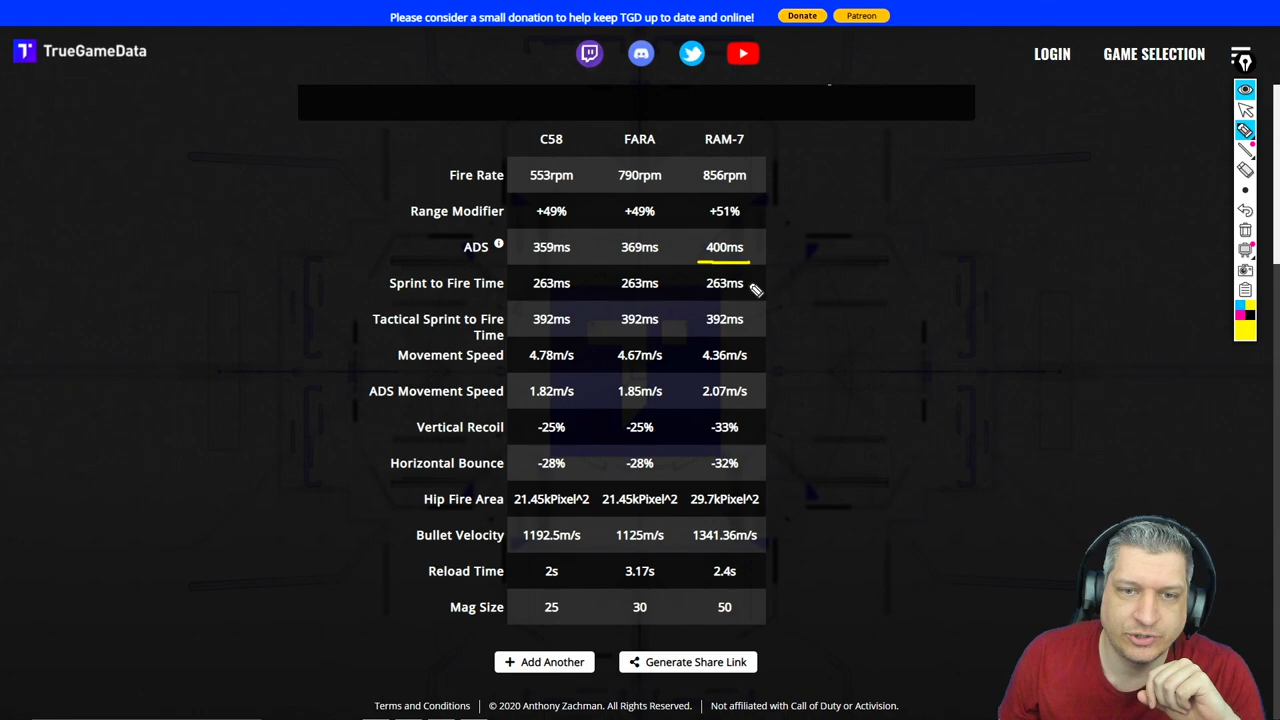 Please consider a small donation to help keep TGD up to date and online!
Donate
Patreon
TrueGameData
LOGIN
GAME SELECTION
C58 FARA RAM-7
Fire Rate 553rpm 790rpm 856rpm
Range Modifier +49% +49% +51%
ADS 359ms 369ms 400ms
Sprint to Fire Time 263ms 263ms 263ms
Tactical Sprint to Fire Time 392ms 392ms 392ms
Movement Speed 4.78m/s 4.67m/s 4.36m/s
ADS Movement Speed 1.82m/s 1.85m/s 2.07m/s
Vertical Recoil -25% -25% -33%
Horizontal Bounce -28% -28% -32%
Hip Fire Area 21.45kPixel^2 21.45kPixel^2 29.7kPixel^2
Bullet Velocity 1192.5m/s 1125m/s 1341.36m/s
Reload Time 2s 3.17s 2.4s
Mag Size 25 30 50
+ Add Another
Generate Share Link
Terms and Conditions | © 2020 Anthony Zachman. All Rights Reserved. | Not affiliated with Call of Duty or Activision.